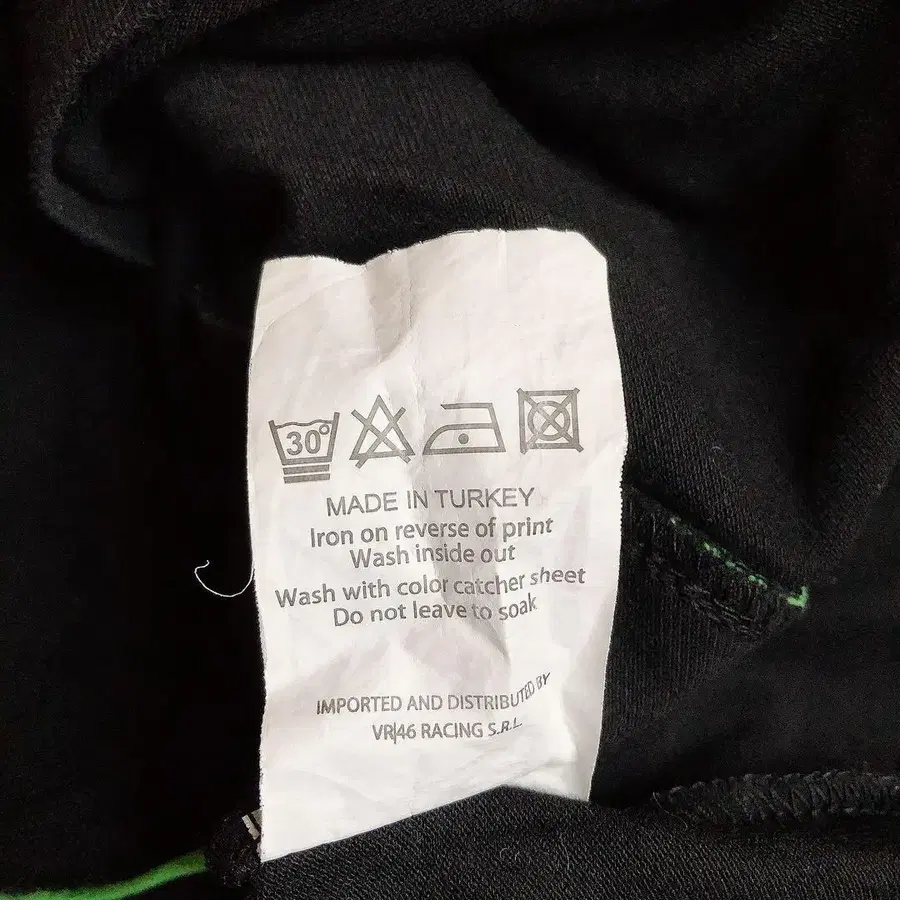 30°
MADE IN TURKEY
Iron on reverse of print
Wash inside out
Wash with color catcher sheet
Do not leave to soak
IMPORTED AND DISTRIBUTED BY
VR|46 RACING S.R.L.